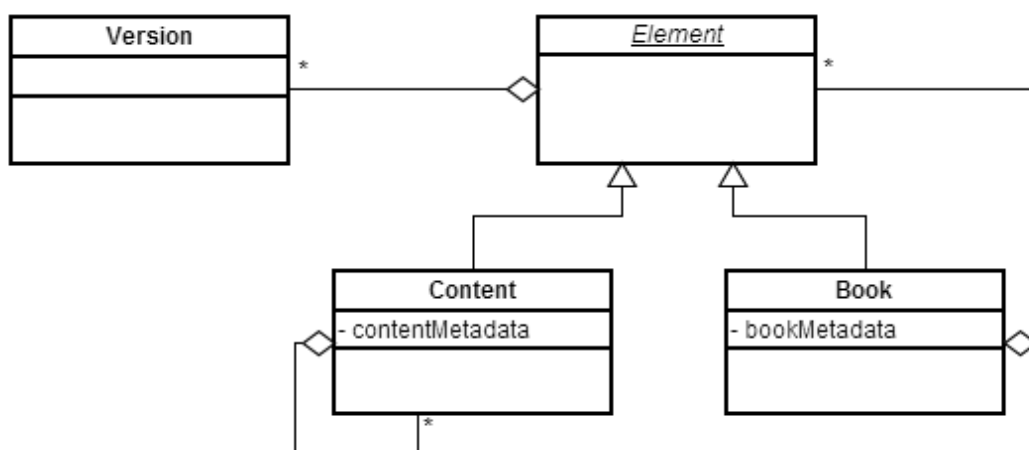 Version
Element
*
*
Content
- contentMetadata
Book
- bookMetadata
*